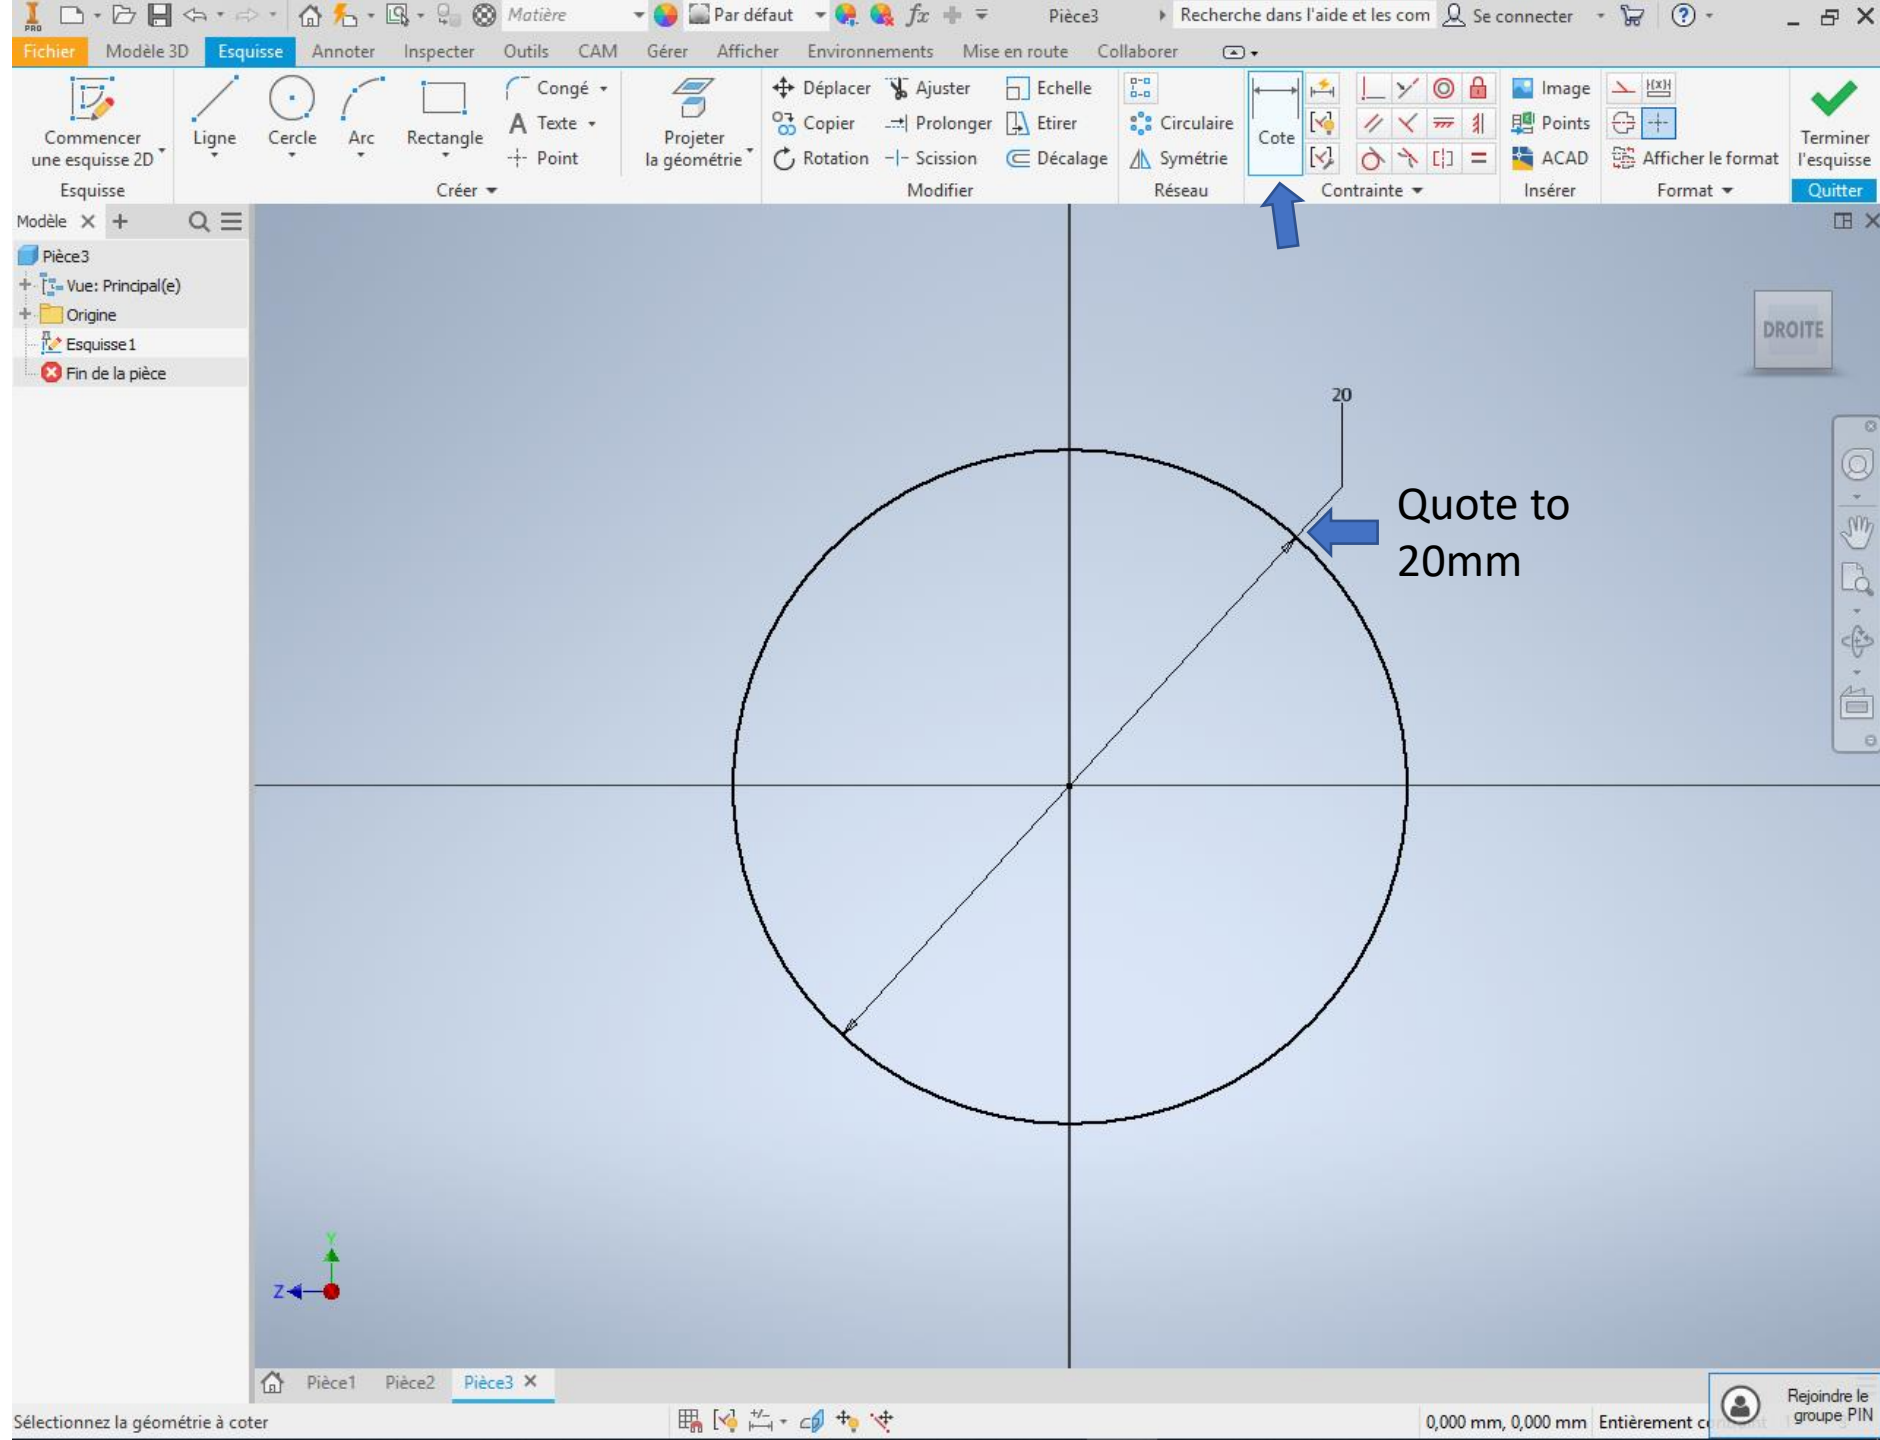 PRO Matière Par défaut fx Pièce3 Recherche dans l'aide et les com Se connecter
Fichier Modèle 3D Esquisse Annoter Inspecter Outils CAM Gérer Afficher Environnements Mise en route Collaborer
Commencer
une esquisse 2D
Ligne
Cercle
Arc
Rectangle
Congé
Texte
Point
Projeter
la géométrie
Déplacer Ajuster Echelle
Copier Prolonger Etirer
Rotation Scission Décalage
Circulaire
Symétrie
Cote
Image
Points
ACAD
Afficher le format
Terminer
l'esquisse
Esquisse Créer Modifier Réseau Contrainte Insérer Format Quitter
Modèle
Pièce3
Vue: Principal(e)
Origine
Esquisse1
Fin de la pièce
DROITE
20
Quote to
20mm
Y
Z
Pièce1 Pièce2 Pièce3
Sélectionnez la géométrie à coter
0,000 mm, 0,000 mm Entièrement
Rejoindre le
groupe PIN